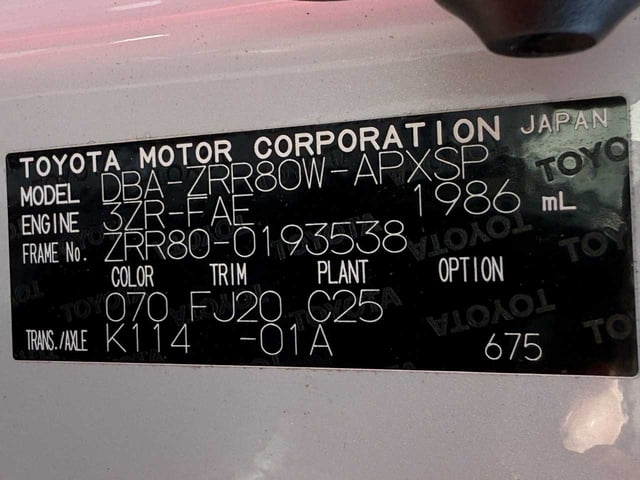 TOYOTA MOTOR CORPORATION JAPAN
MODEL DBA-ZRR80W-APXSP
ENGINE 3ZR-FAE 1986 mL
FRAME No. ZRR80-0193538
COLOR TRIM PLANT OPTION
070 FJ20 C25
TRANS./AXLE K114 -01A 675